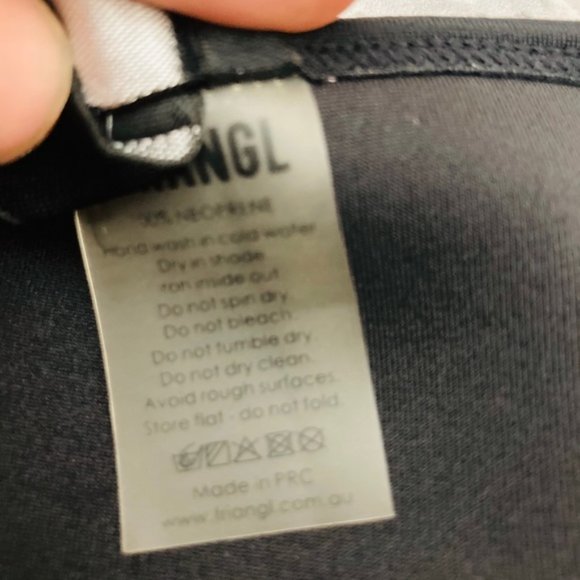 ANGL
NEOPRENE
Hand wash in cold water
Dry in shade
Iron inside out
Do not spin dry.
Do not bleach.
Do not tumble dry
Do not dry clean.
Avoid rough surfaces.
Store flat - do not fold.
Made in PRC
www.triangl.com.au